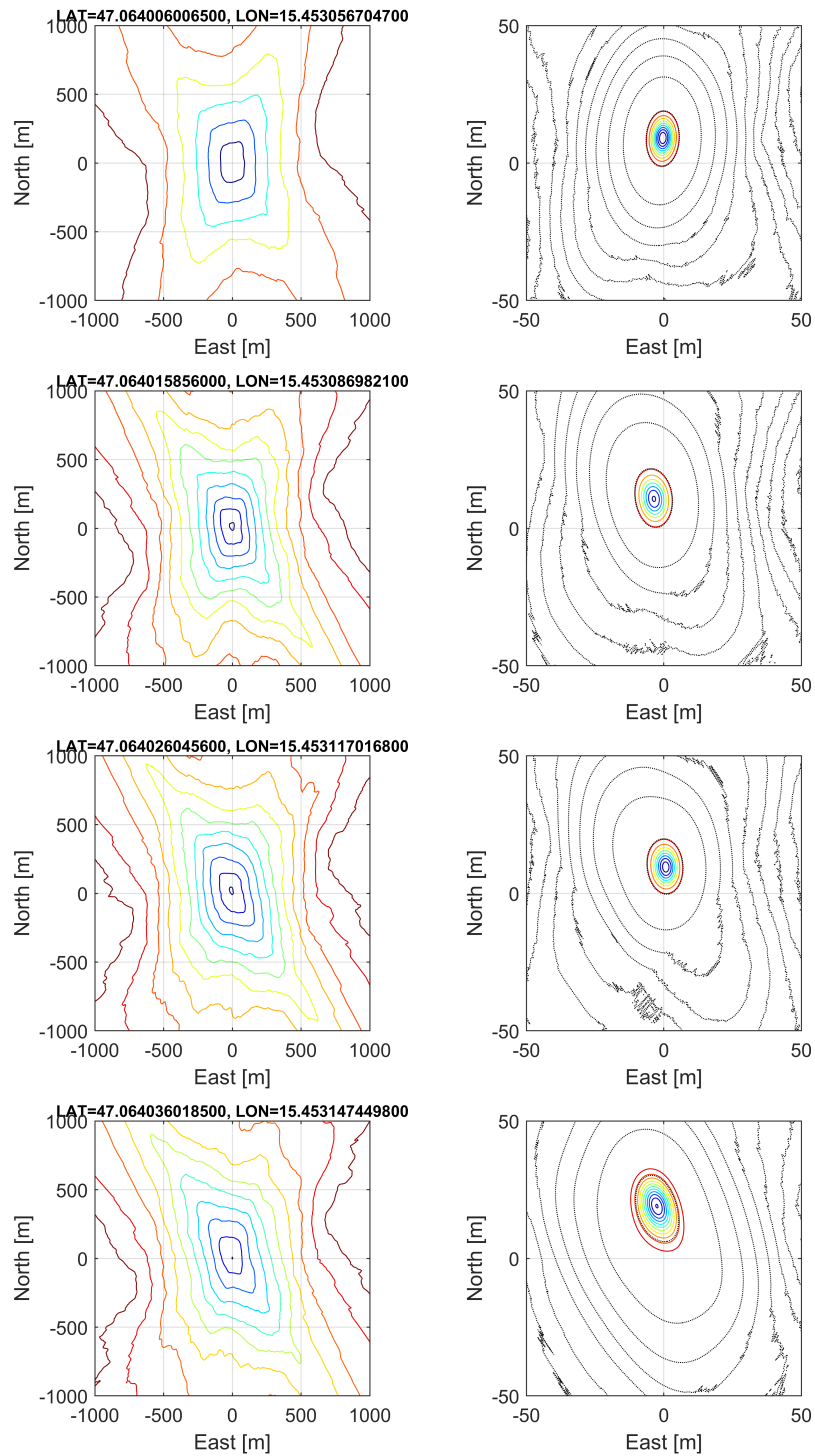 LAT=47.064006006500, LON=15.453056704700
1000
500
0
-500
-1000
North [m]
-1000 -500 0 500 1000
East [m]
50
0
-50
North [m]
-50 0 50
East [m]
LAT=47.064015856000, LON=15.453086982100
1000
500
0
-500
-1000
North [m]
-1000 -500 0 500 1000
East [m]
50
0
-50
North [m]
-50 0 50
East [m]
LAT=47.064026045600, LON=15.453117016800
1000
500
0
-500
-1000
North [m]
-1000 -500 0 500 1000
East [m]
50
0
-50
North [m]
-50 0 50
East [m]
LAT=47.064036018500, LON=15.453147449800
1000
500
0
-500
-1000
North [m]
-1000 -500 0 500 1000
East [m]
50
0
-50
North [m]
-50 0 50
East [m]